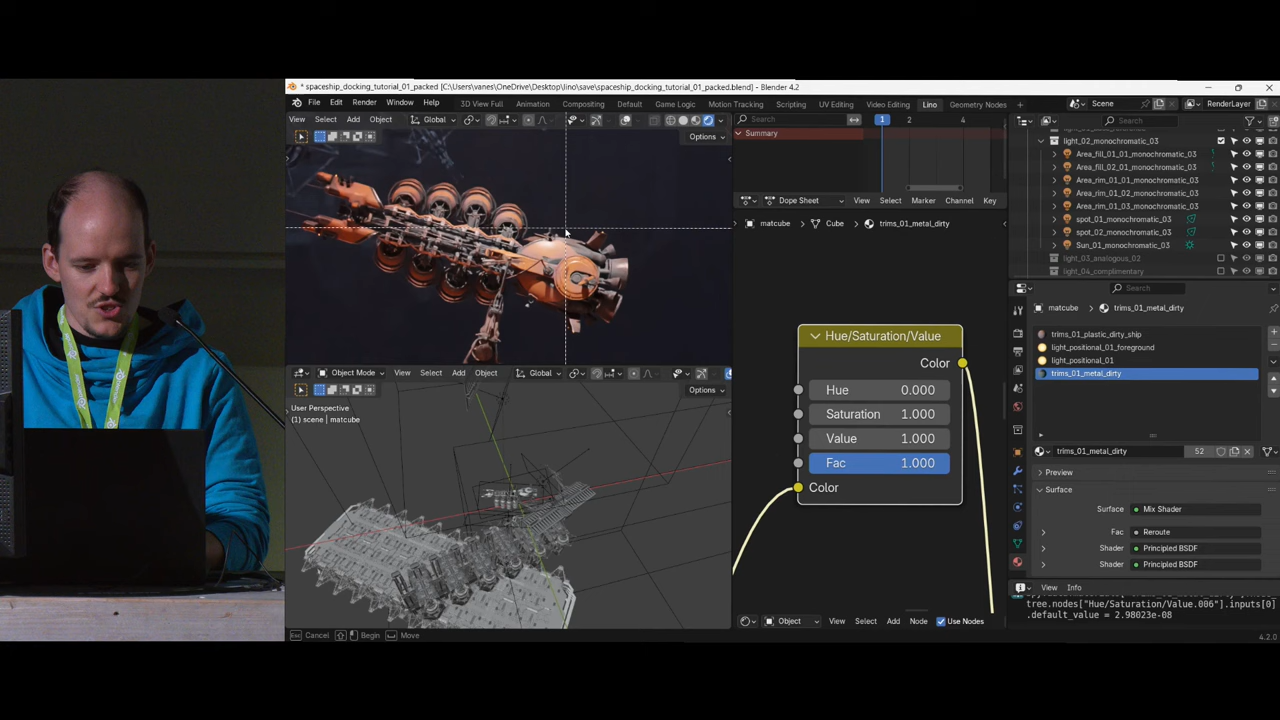 * spaceship_docking_tutorial_01_packed [C:\Users\vanes\OneDrive\Desktop\lino\save\spaceship_docking_tutorial_01_packed.blend] - Blender 4.2
File Edit Render Window Help 3D View Full Animation Compositing Default Game Logic Motion Tracking Scripting UV Editing Video Editing Lino Geometry Nodes
Scene RenderLayer
View Select Add Object Global
Options
Search
1 2 4
Summary
Dope Sheet View Select Marker Channel Key
Search
light_02_monochromatic_03
Area_fill_01_01_monochromatic_03
Area_fill_02_01_monochromatic_03
Area_rim_01_01_monochromatic_03
Area_rim_01_02_monochromatic_03
Area_rim_01_03_monochromatic_03
spot_01_monochromatic_03
spot_02_monochromatic_03
Sun_01_monochromatic_03
light_03_analogous_02
light_04_complimentary
matcube Cube trims_01_metal_dirty
Hue/Saturation/Value
Color
Hue 0.000
Saturation 1.000
Value 1.000
Fac 1.000
Color
Object View Select Add Node Use Nodes
Object Mode View Select Add Object Global
Options
User Perspective
(1) scene | matcube
Esc Cancel Begin Move
Search
matcube trims_01_metal_dirty
trims_01_plastic_dirty_ship
light_positional_01_foreground
light_positional_01
trims_01_metal_dirty
trims_01_metal_dirty 52
Preview
Surface
Surface Mix Shader
Fac Reroute
Shader Principled BSDF
Shader Principled BSDF
View Info
tree.nodes["Hue/Saturation/Value.006"].inputs[0]
.default_value = 2.98023e-08
4.2.0